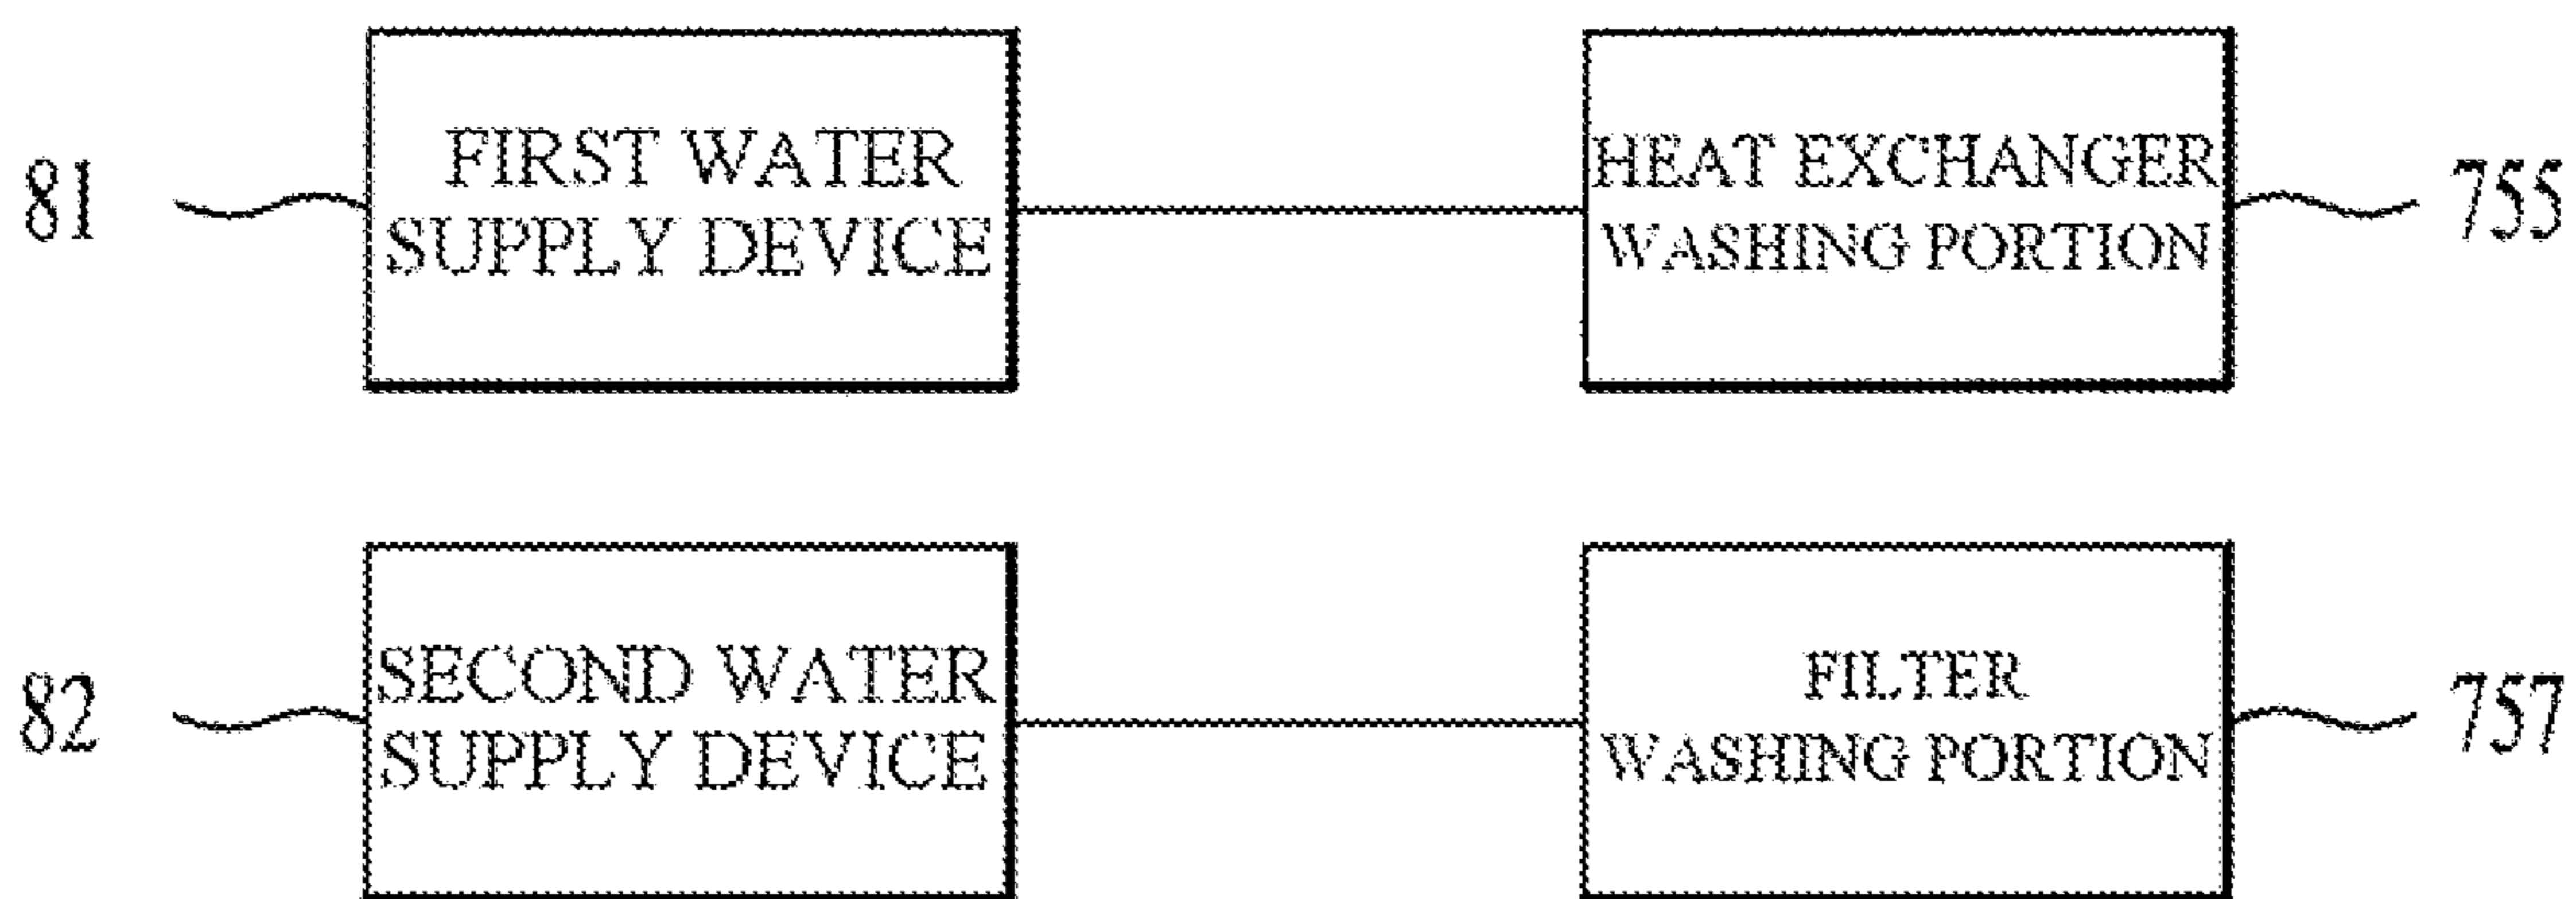 81
FIRST WATER
SUPPLY DEVICE
HEAT EXCHANGER
WASHING PORTION
755
82
SECOND WATER
SUPPLY DEVICE
FILTER
WASHING PORTION
757